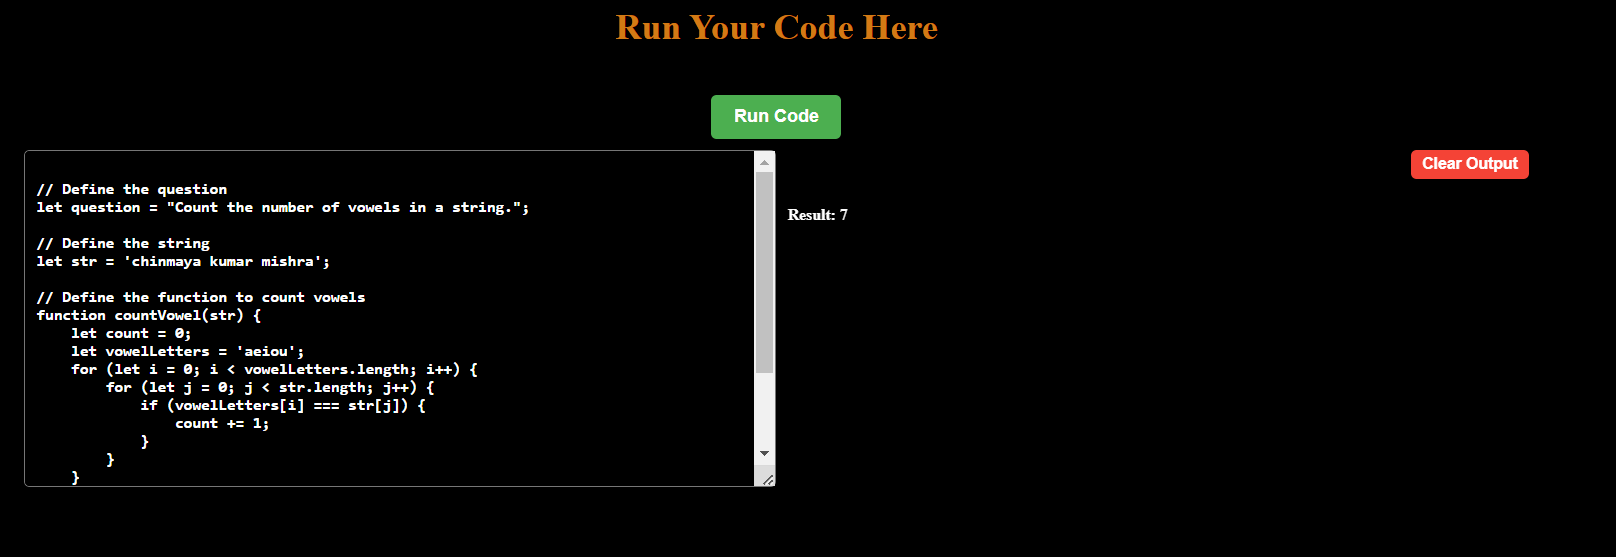 Run Your Code Here
Run Code
Clear Output
// Define the question
let question = "Count the number of vowels in a string.";
// Define the string
let str = 'chinmaya kumar mishra';
// Define the function to count vowels
function countVowel(str) {
    let count = 0;
    let vowelLetters = 'aeiou';
    for (let i = 0; i < vowelLetters.length; i++) {
        for (let j = 0; j < str.length; j++) {
            if (vowelLetters[i] === str[j]) {
                count += 1;
            }
        }
    }
Result: 7